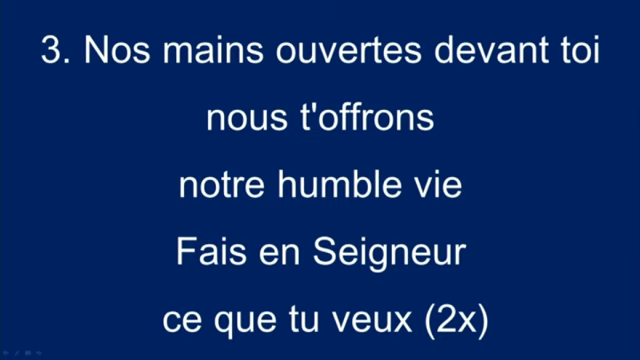 3. Nos mains ouvertes devant toi
nous t'offrons
notre humble vie
Fais en Seigneur
ce que tu veux (2x)